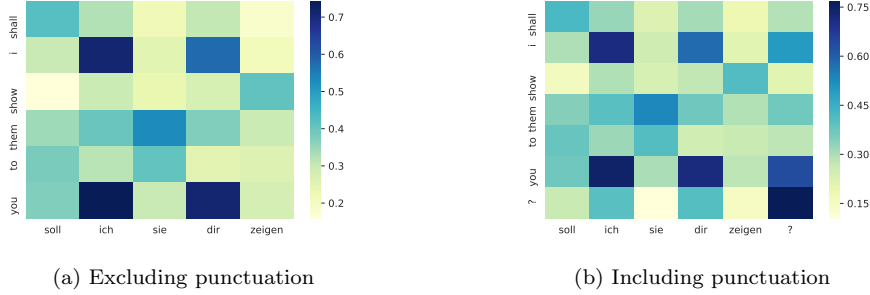 shall
i
show
them
to
you
soll ich sie dir zeigen
0.7
0.6
0.5
0.4
0.3
0.2
(a) Excluding punctuation
shall
i
show
them
to
you
?
soll ich sie dir zeigen ?
0.75
0.60
0.45
0.30
0.15
(b) Including punctuation